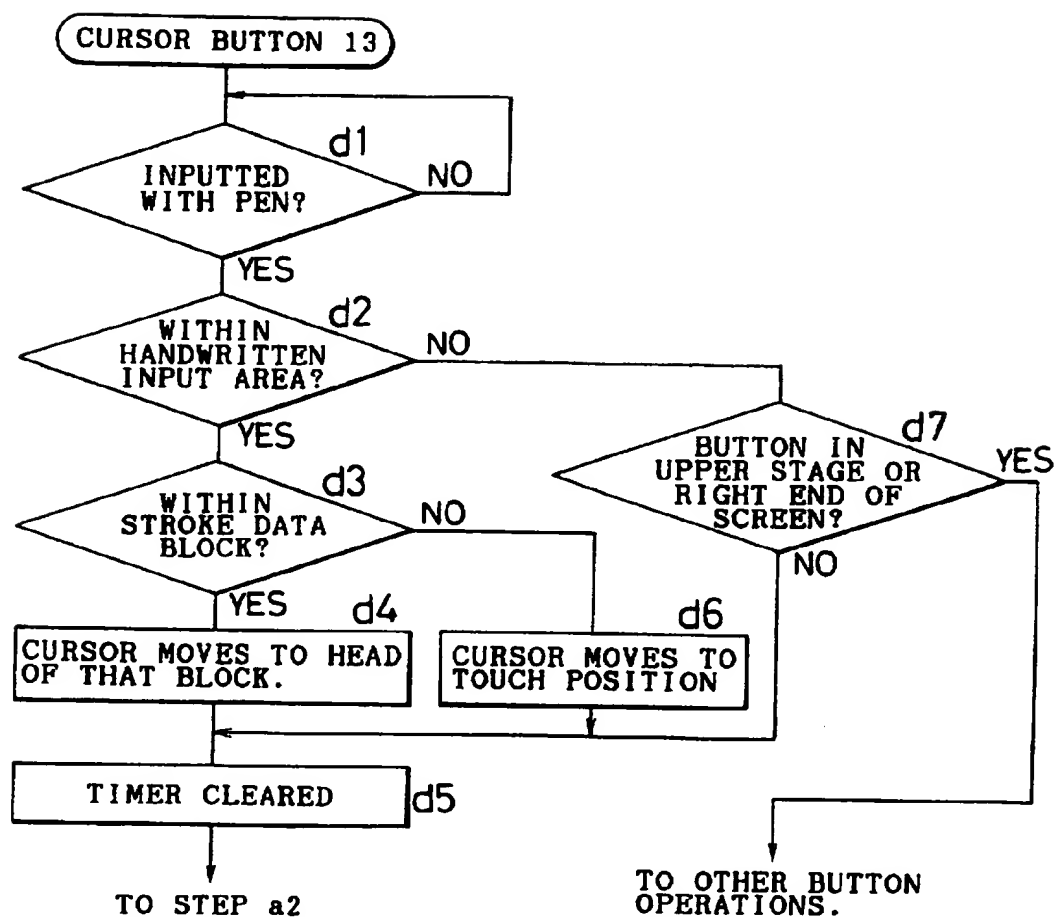 CURSOR BUTTON 13
d1
INPUTTED
WITH PEN?
NO
YES
d2
WITHIN
HANDWRITTEN
INPUT AREA?
NO
YES
d7
BUTTON IN
UPPER STAGE OR
RIGHT END OF
SCREEN?
YES
NO
d3
WITHIN
STROKE DATA
BLOCK?
NO
YES
d4
CURSOR MOVES TO HEAD
OF THAT BLOCK.
d6
CURSOR MOVES TO
TOUCH POSITION
TIMER CLEARED
d5
TO STEP a2
TO OTHER BUTTON
OPERATIONS.